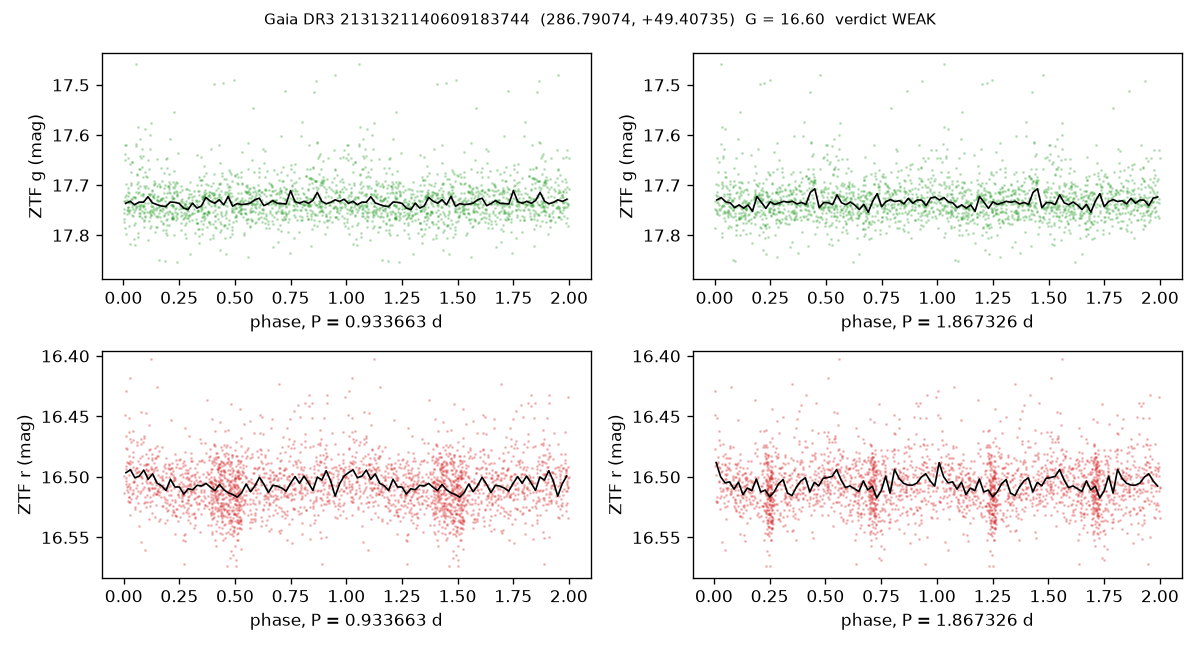 Gaia DR3 2131321140609183744 (286.79074, +49.40735) G = 16.60 verdict WEAK
ZTF g (mag)
17.5
17.6
17.7
17.8
0.00 0.25 0.50 0.75 1.00 1.25 1.50 1.75 2.00
phase, P = 0.933663 d
ZTF g (mag)
17.5
17.6
17.7
17.8
0.00 0.25 0.50 0.75 1.00 1.25 1.50 1.75 2.00
phase, P = 1.867326 d
ZTF r (mag)
16.40
16.45
16.50
16.55
0.00 0.25 0.50 0.75 1.00 1.25 1.50 1.75 2.00
phase, P = 0.933663 d
ZTF r (mag)
16.40
16.45
16.50
16.55
0.00 0.25 0.50 0.75 1.00 1.25 1.50 1.75 2.00
phase, P = 1.867326 d